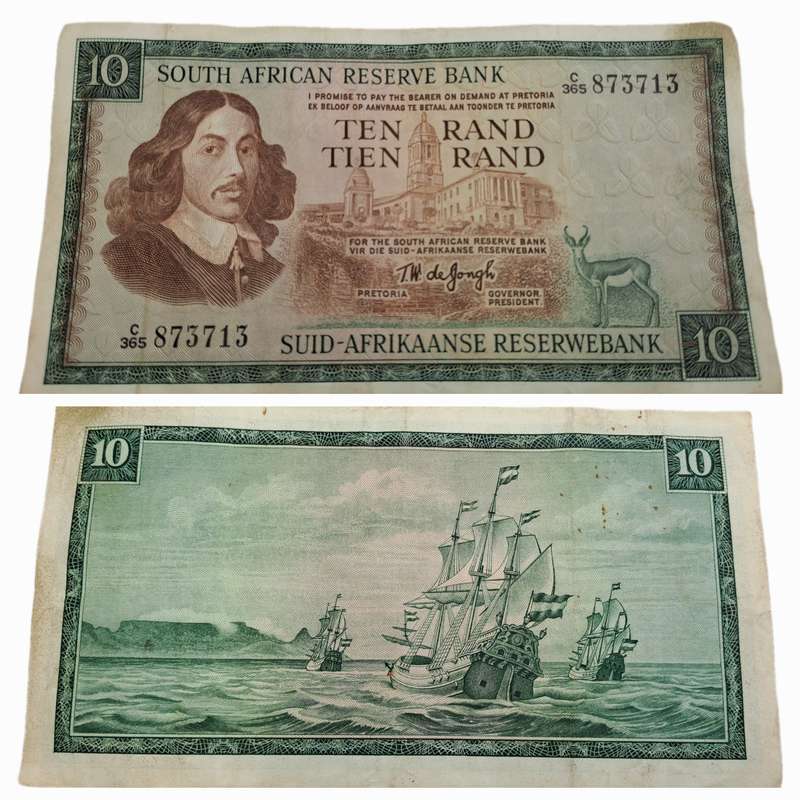 10
SOUTH AFRICAN RESERVE BANK
C/365 873713
I PROMISE TO PAY THE BEARER ON DEMAND AT PRETORIA
EK BELOOF OP AANVRAAG TE BETAAL AAN TOONDER TE PRETORIA
TEN RAND
TIEN RAND
FOR THE SOUTH AFRICAN RESERVE BANK
VIR DIE SUID-AFRIKAANSE RESERWEBANK
T.W. de Jongh
PRETORIA
GOVERNOR.
PRESIDENT.
C/365 873713
SUID-AFRIKAANSE RESERWEBANK
10
10
10